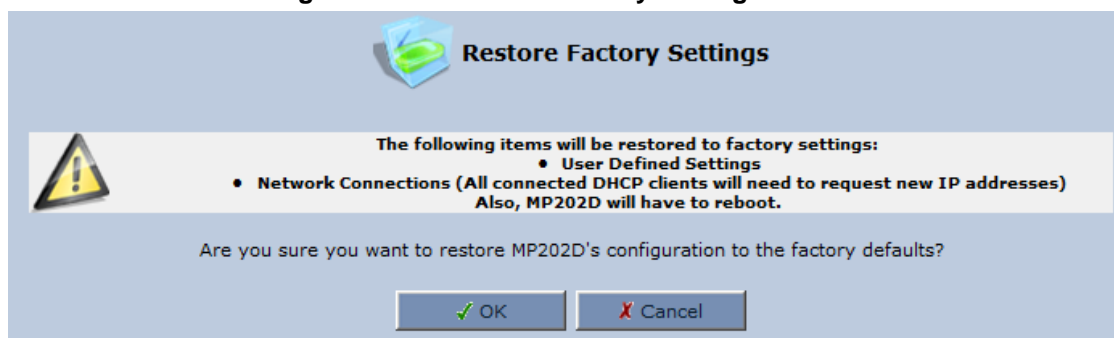 Restore Factory Settings
The following items will be restored to factory settings:
• User Defined Settings
• Network Connections (All connected DHCP clients will need to request new IP addresses)
Also, MP202D will have to reboot.
Are you sure you want to restore MP202D's configuration to the factory defaults?
OK
Cancel